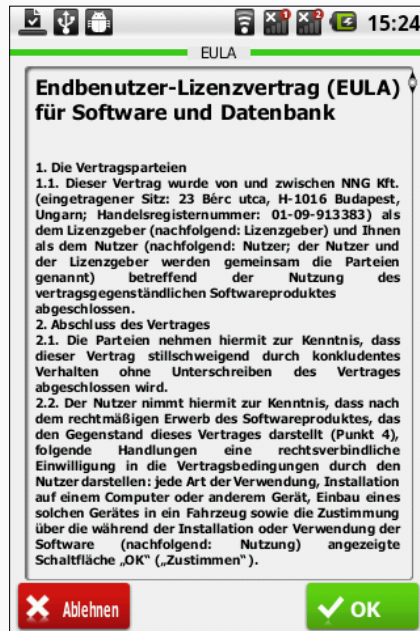 15:24
EULA
Endbenutzer-Lizenzvertrag (EULA)
für Software und Datenbank
1. Die Vertragsparteien
1.1. Dieser Vertrag wurde von und zwischen NNG Kft.
(eingetragener Sitz: 23 Bérc utca, H-1016 Budapest,
Ungarn; Handelsregisternummer: 01-09-913383) als
dem Lizenzgeber (nachfolgend: Lizenzgeber) und Ihnen
als dem Nutzer (nachfolgend: Nutzer; der Nutzer und
der Lizenzgeber werden gemeinsam die Parteien
genannt) betreffend der Nutzung des
vertragsgegenständlichen Softwareproduktes
abgeschlossen.
2. Abschluss des Vertrages
2.1. Die Parteien nehmen hiermit zur Kenntnis, dass
dieser Vertrag stillschweigend durch konkludentes
Verhalten ohne Unterschreiben des Vertrages
abgeschlossen wird.
2.2. Der Nutzer nimmt hiermit zur Kenntnis, dass nach
dem rechtmäßigen Erwerb des Softwareproduktes, das
den Gegenstand dieses Vertrages darstellt (Punkt 4),
folgende Handlungen eine rechtsverbindliche
Einwilligung in die Vertragsbedingungen durch den
Nutzer darstellen: jede Art der Verwendung, Installation
auf einem Computer oder anderem Gerät, Einbau eines
solchen Gerätes in ein Fahrzeug sowie die Zustimmung
über die während der Installation oder Verwendung der
Software (nachfolgend: Nutzung) angezeigte
Schaltfläche „OK“ („Zustimmen“).
Ablehnen
OK